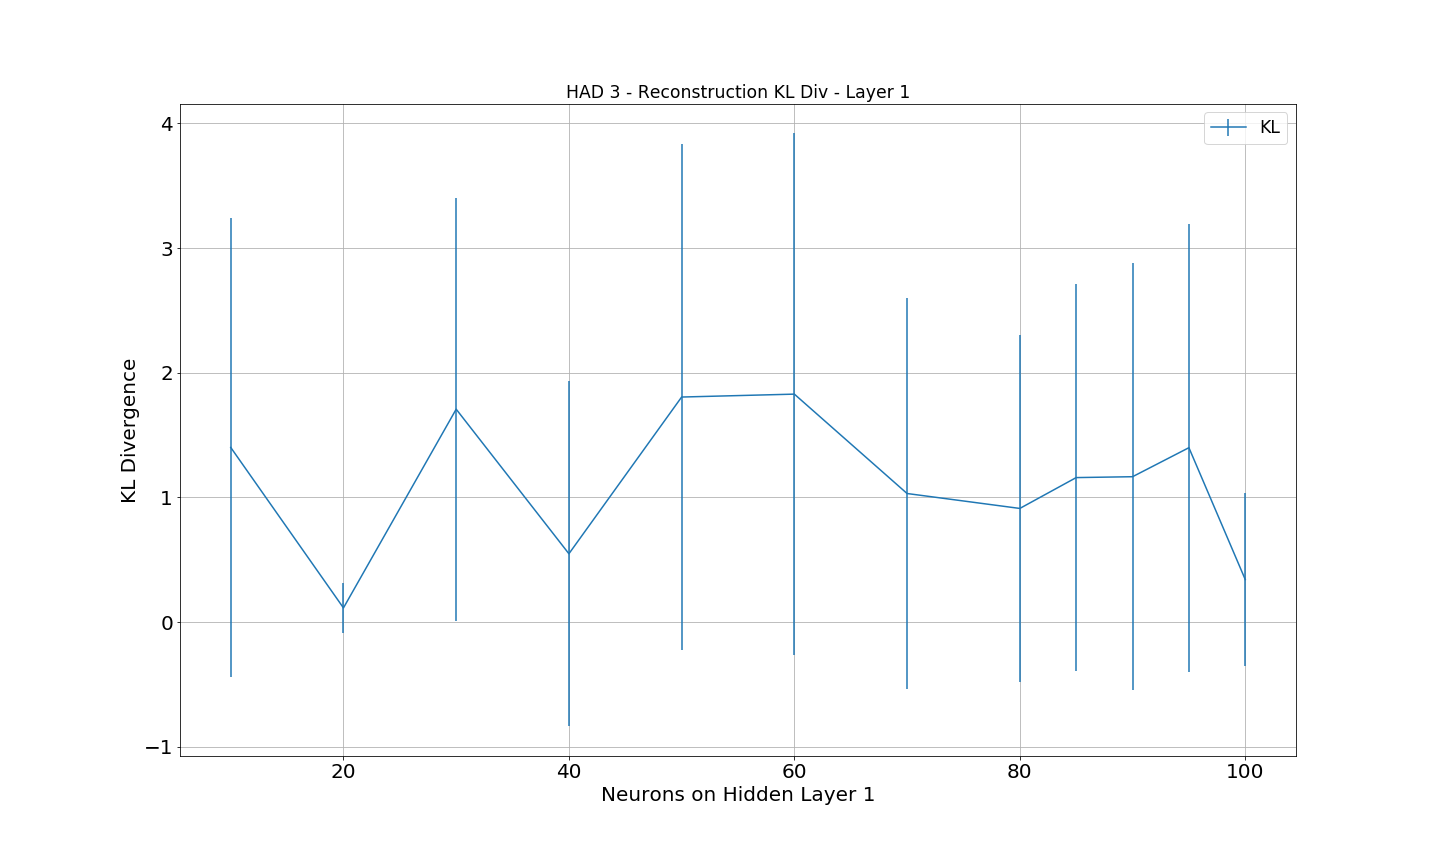 HAD 3 - Reconstruction KL Div - Layer 1
KL
4
3
2
1
0
−1
KL Divergence
20 40 60 80 100
Neurons on Hidden Layer 1